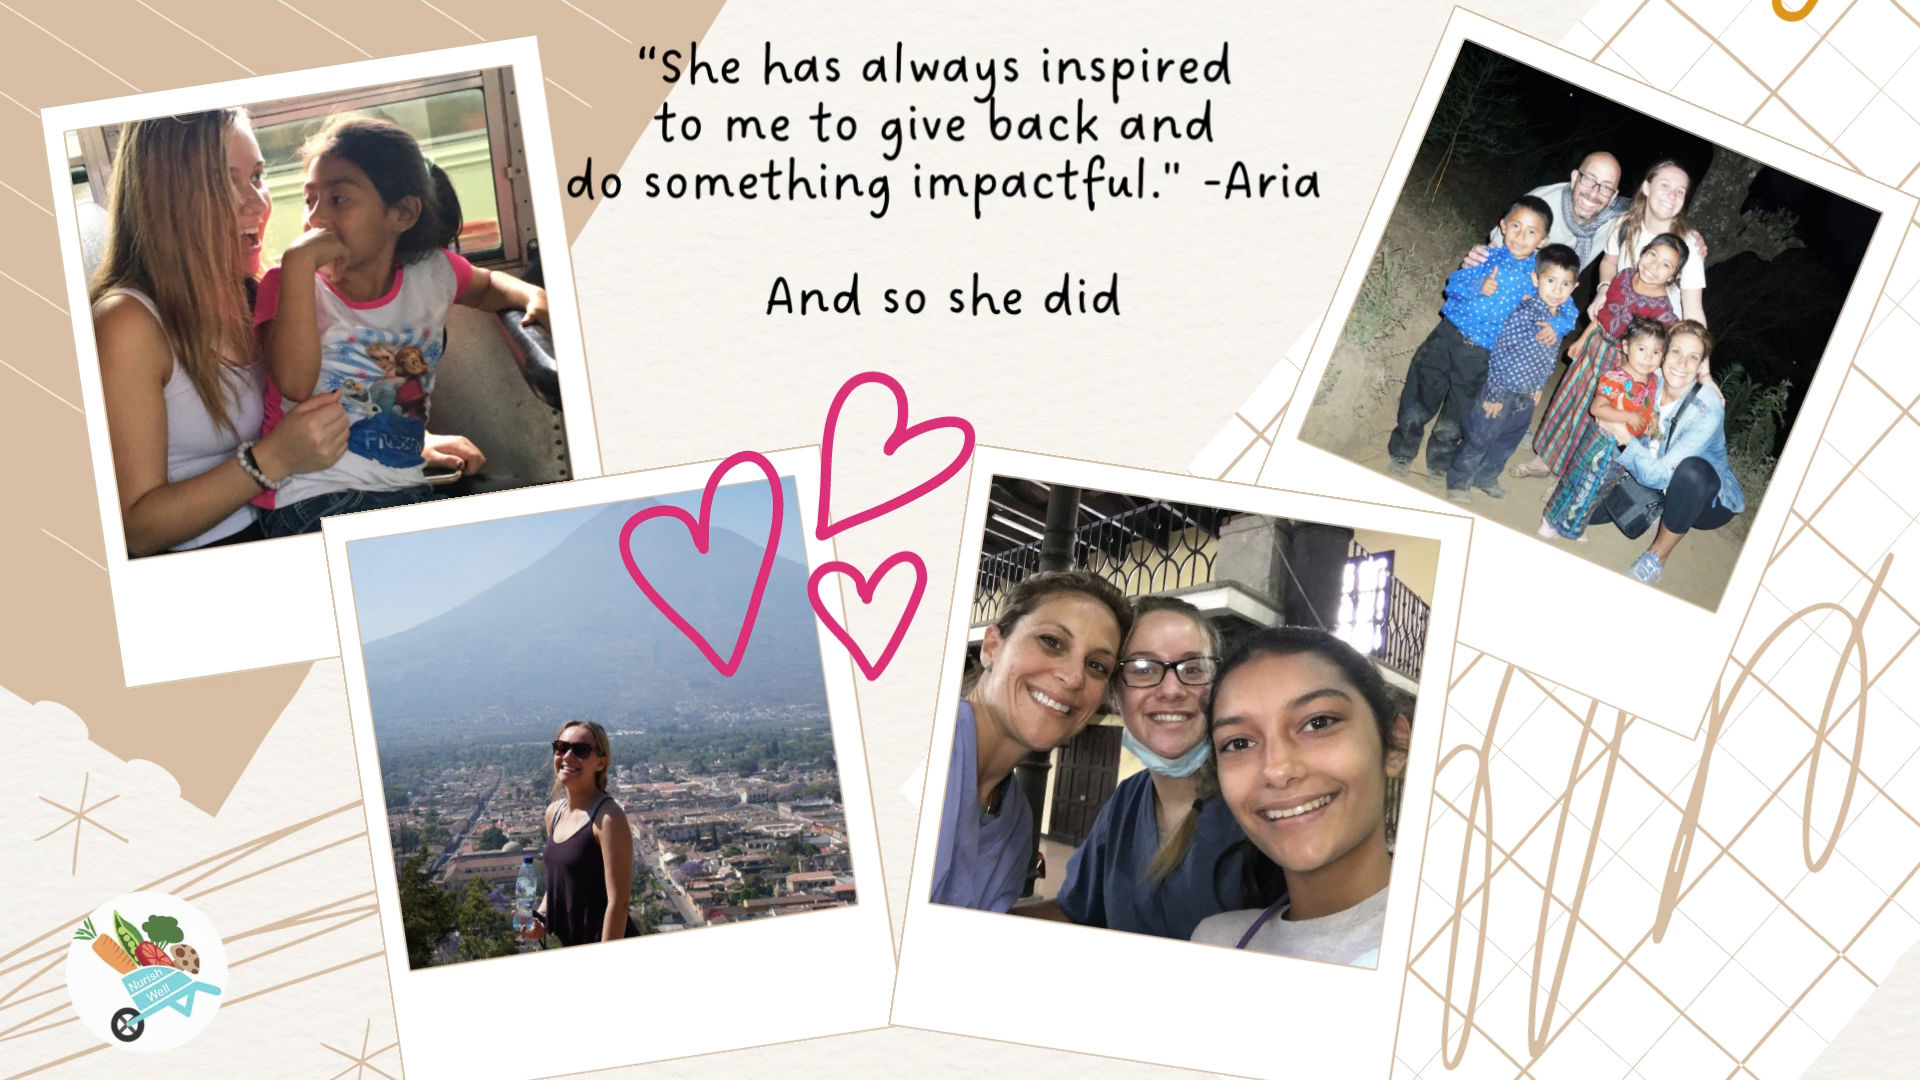 “She has always inspired
to me to give back and
do something impactful." -Aria
And so she did
FROZEN
Nurish
Well